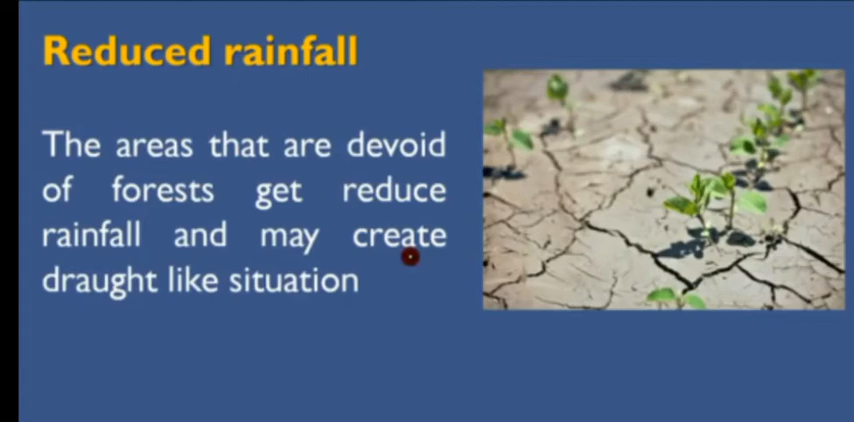 Reduced rainfall
The areas that are devoid
of forests get reduce
rainfall and may create
draught like situation